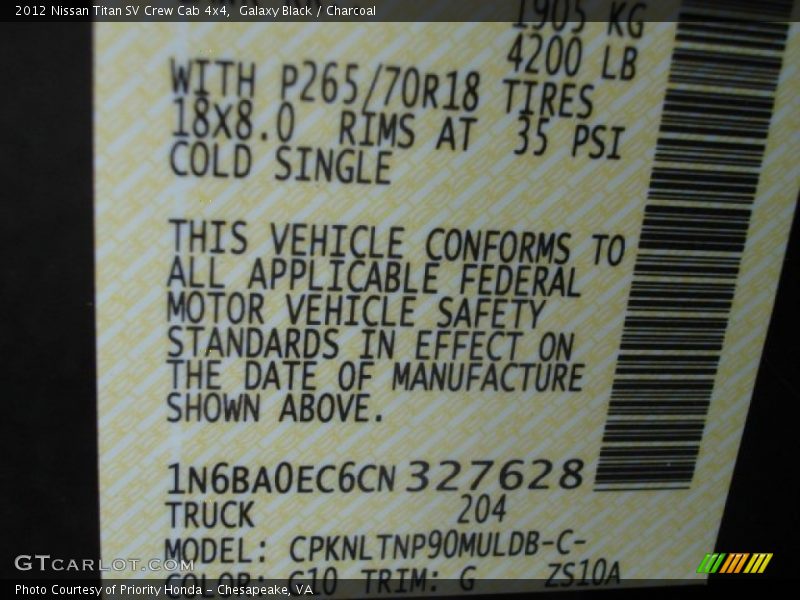 2012 Nissan Titan SV Crew Cab 4x4, Galaxy Black / Charcoal
1905 KG
4200 LB
WITH P265/70R18 TIRES
18X8.0 RIMS AT 35 PSI
COLD SINGLE
THIS VEHICLE CONFORMS TO
ALL APPLICABLE FEDERAL
MOTOR VEHICLE SAFETY
STANDARDS IN EFFECT ON
THE DATE OF MANUFACTURE
SHOWN ABOVE.
1N6BA0EC6CN327628
TRUCK 204
MODEL: CPKNLTNP90MULDB-C-
COLOR: G10 TRIM: G ZS10A
GTCARLOT.COM
Photo Courtesy of Priority Honda - Chesapeake, VA